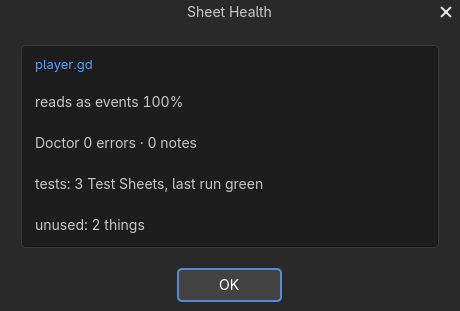 Sheet Health
player.gd
reads as events 100%
Doctor 0 errors · 0 notes
tests: 3 Test Sheets, last run green
unused: 2 things
OK